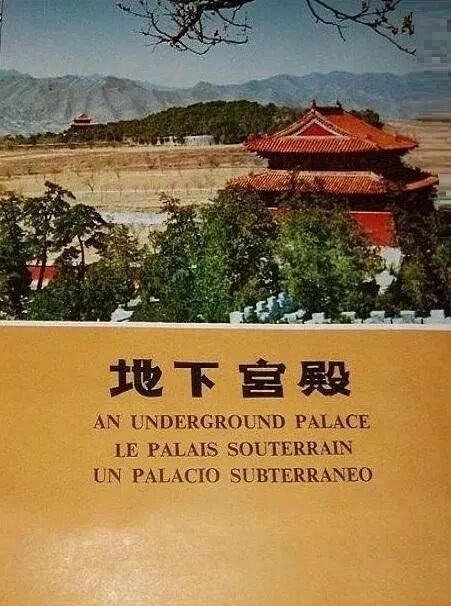 地下宫殿
AN UNDERGROUND PALACE
LE PALAIS SOUTERRAIN
UN PALACIO SUBTERRANEO